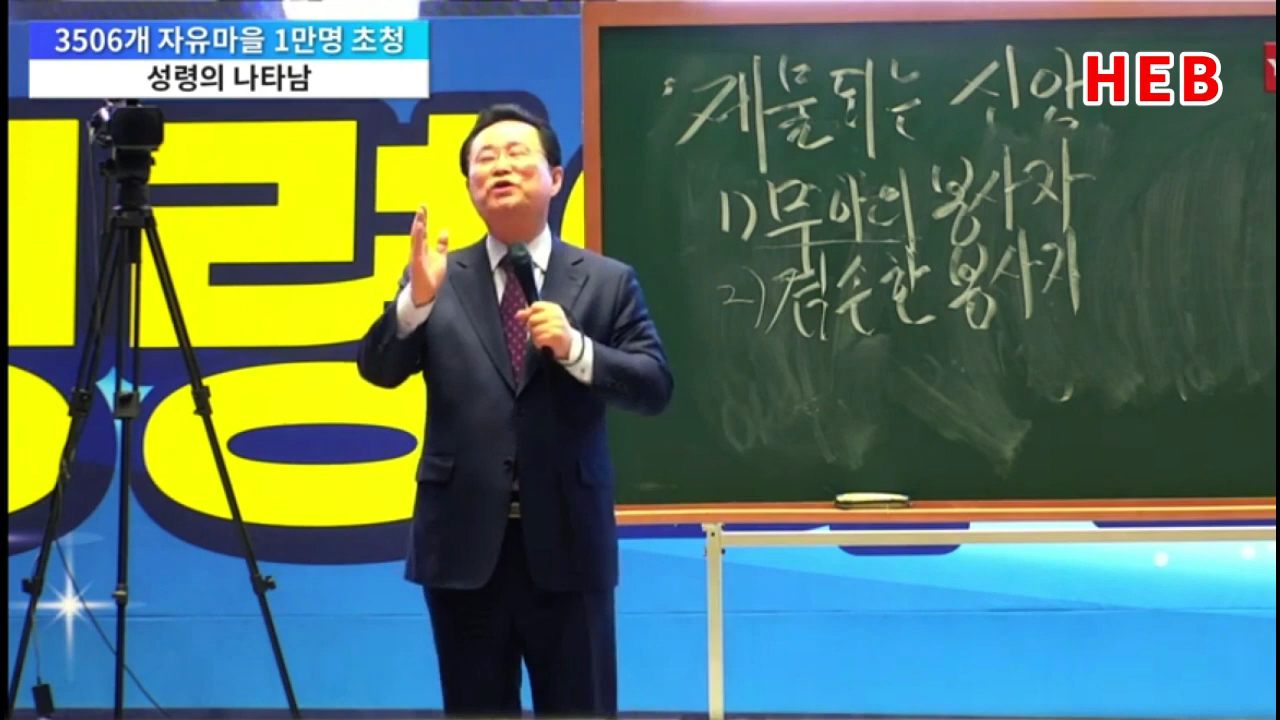 3506개 자유마을 1만명 초청
성령의 나타남
HEB
제물되는 신앙
1) 무아의 봉사자
2) 겸손한 봉사자
령